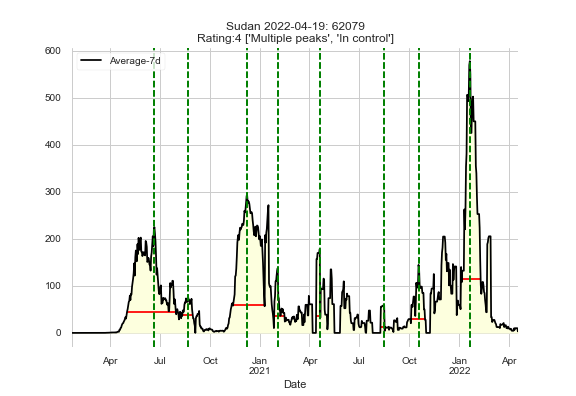 Sudan 2022-04-19: 62079
Rating:4 ['Multiple peaks', 'In control']
600
Average-7d
500
400
300
200
100
0
Apr Jul Oct Jan Apr Jul Oct Jan Apr
2021 2022
Date